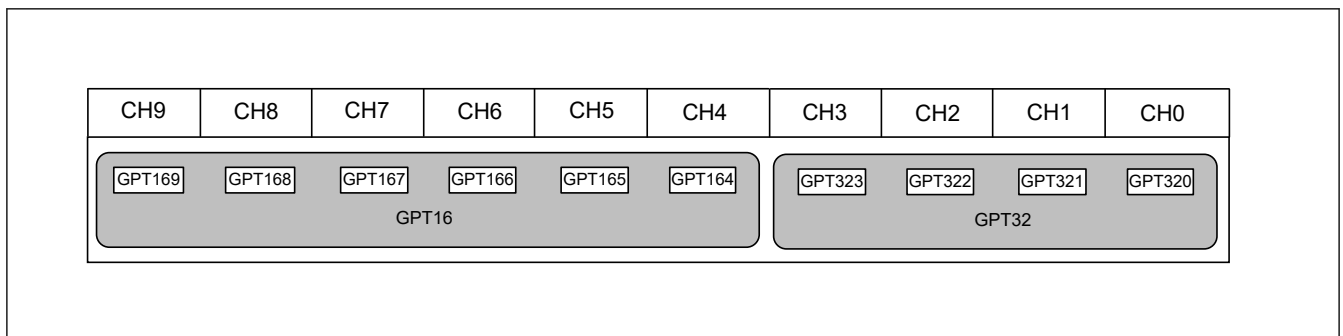 CH9 CH8 CH7 CH6 CH5 CH4 CH3 CH2 CH1 CH0
GPT169 GPT168 GPT167 GPT166 GPT165 GPT164 GPT323 GPT322 GPT321 GPT320
GPT16 GPT32